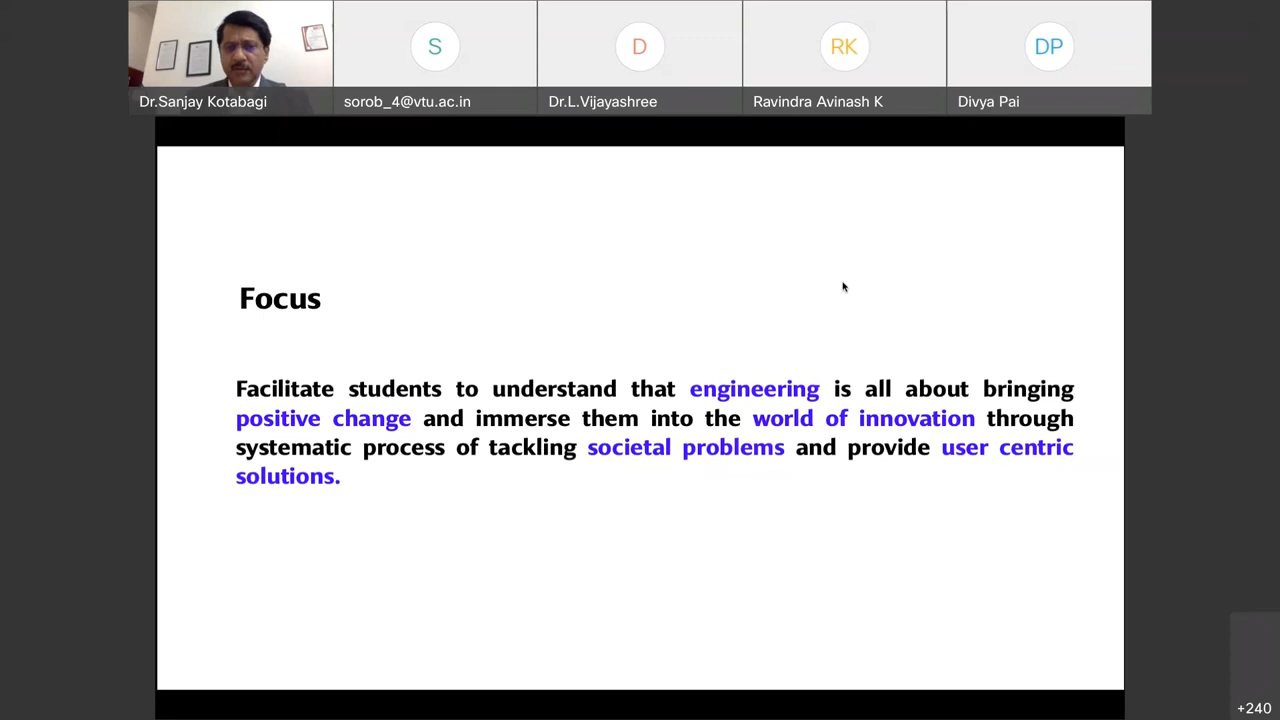 S
D
RK
DP
Dr.Sanjay Kotabagi
sorob_4@vtu.ac.in
Dr.L.Vijayashree
Ravindra Avinash K
Divya Pai
Focus
Facilitate students to understand that engineering is all about bringing
positive change and immerse them into the world of innovation through
systematic process of tackling societal problems and provide user centric
solutions.
+240